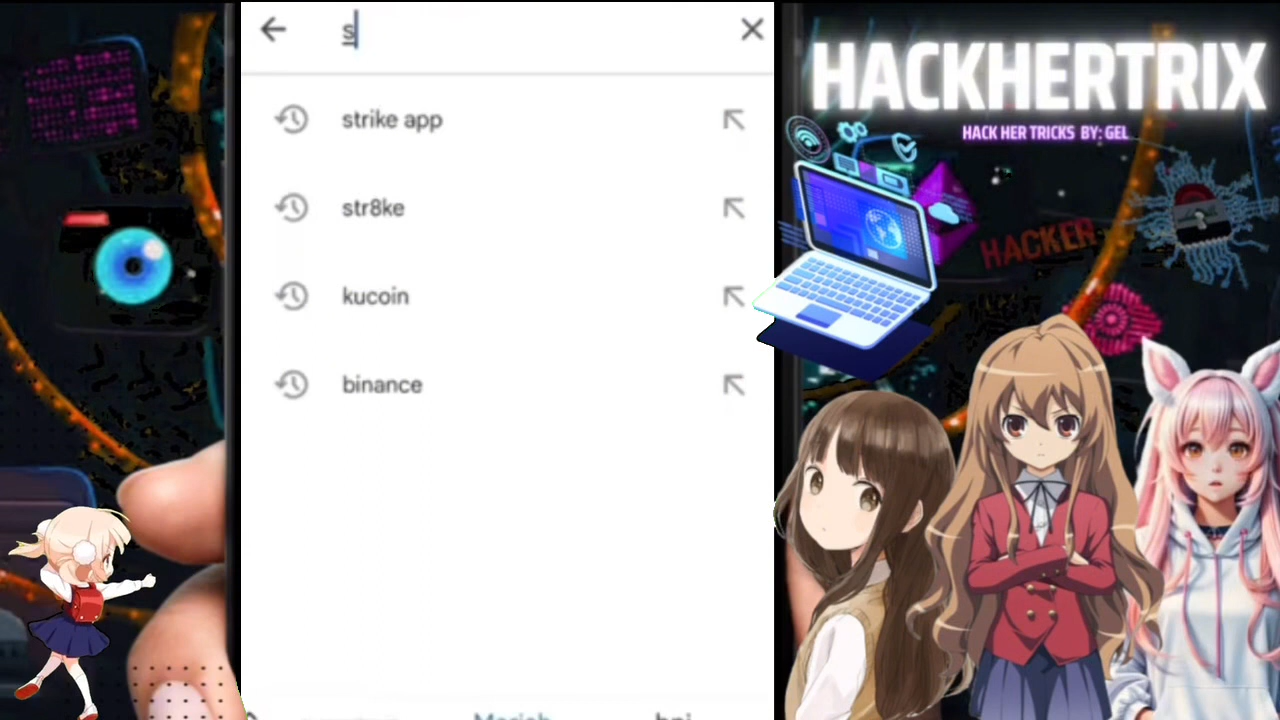 s
strike app
str8ke
kucoin
binance
HACKHERTRIX
HACK HER TRICKS BY: GEL
HACKER